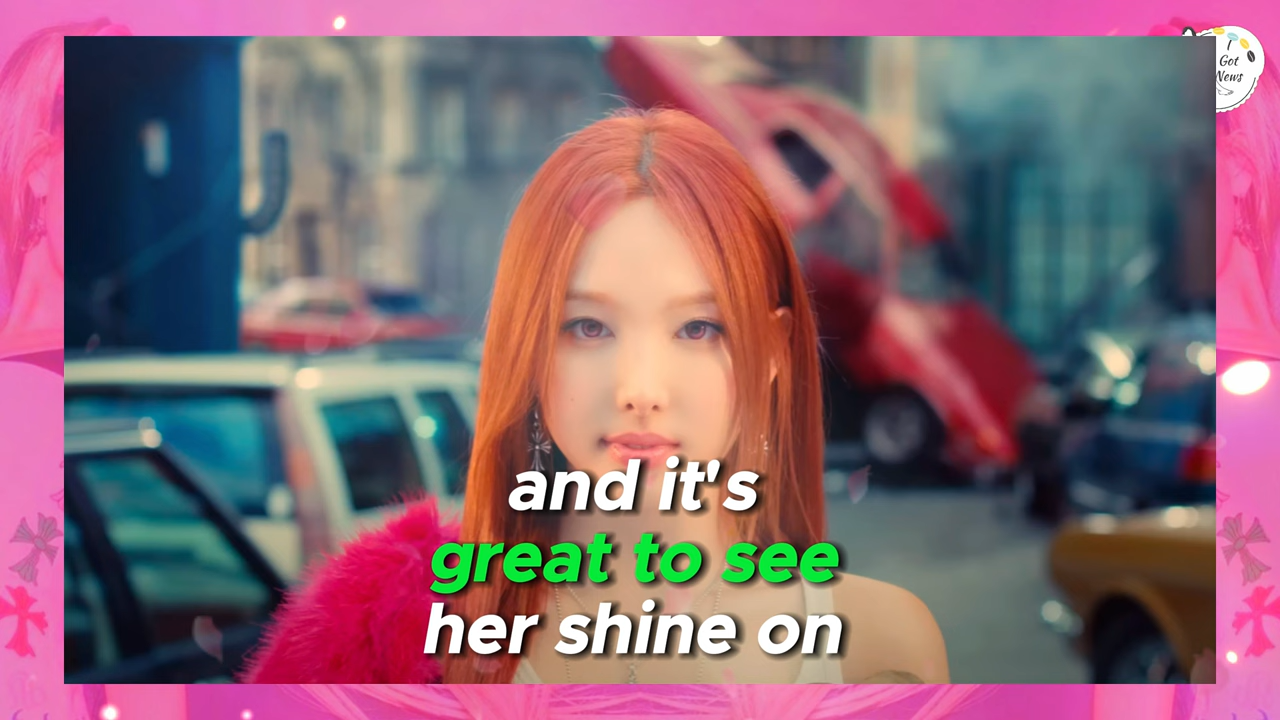 I
Got
News
and it's
great to see
her shine on